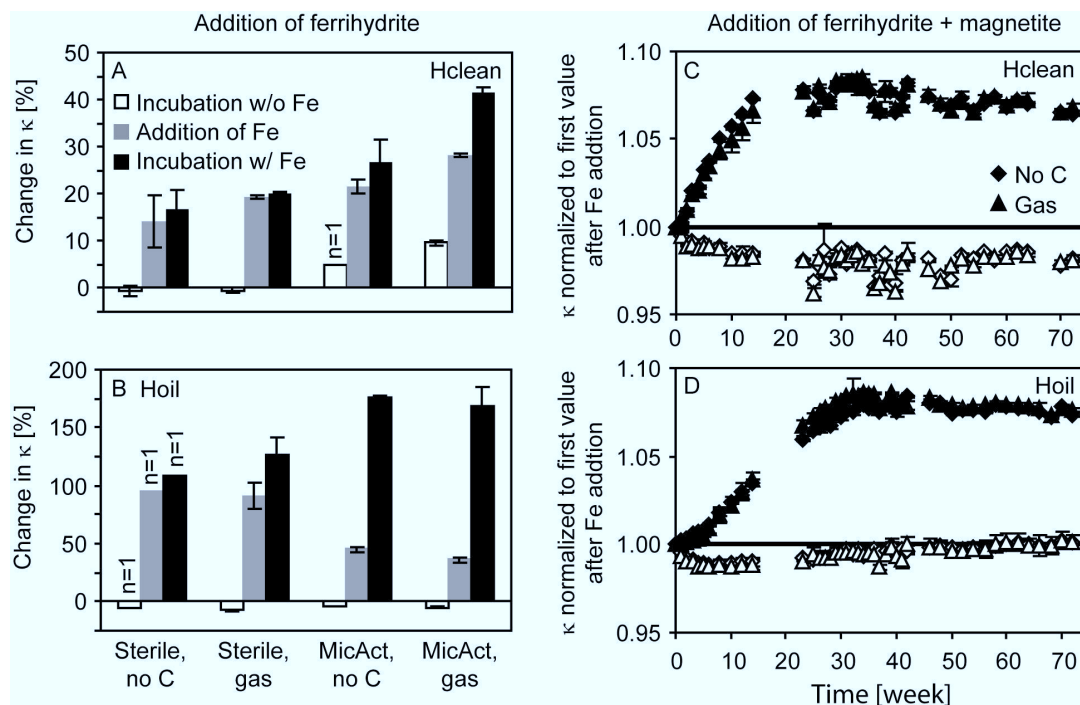 Addition of ferrihydrite
A
Hclean
Incubation w/o Fe
Addition of Fe
Incubation w/ Fe
n=1
Change in κ [%]
50
40
30
20
10
0
B
Hoil
n=1
n=1
n=1
Change in κ [%]
200
150
100
50
0
Sterile,
no C
Sterile,
gas
MicAct,
no C
MicAct,
gas
Addition of ferrihydrite + magnetite
C
Hclean
No C
Gas
κ normalized to first value
after Fe addtion
1.10
1.05
1.00
0.95
0 10 20 30 40 50 60 70
D
Hoil
κ normalized to first value
after Fe addtion
1.10
1.05
1.00
0.95
0 10 20 30 40 50 60 70
Time [week]